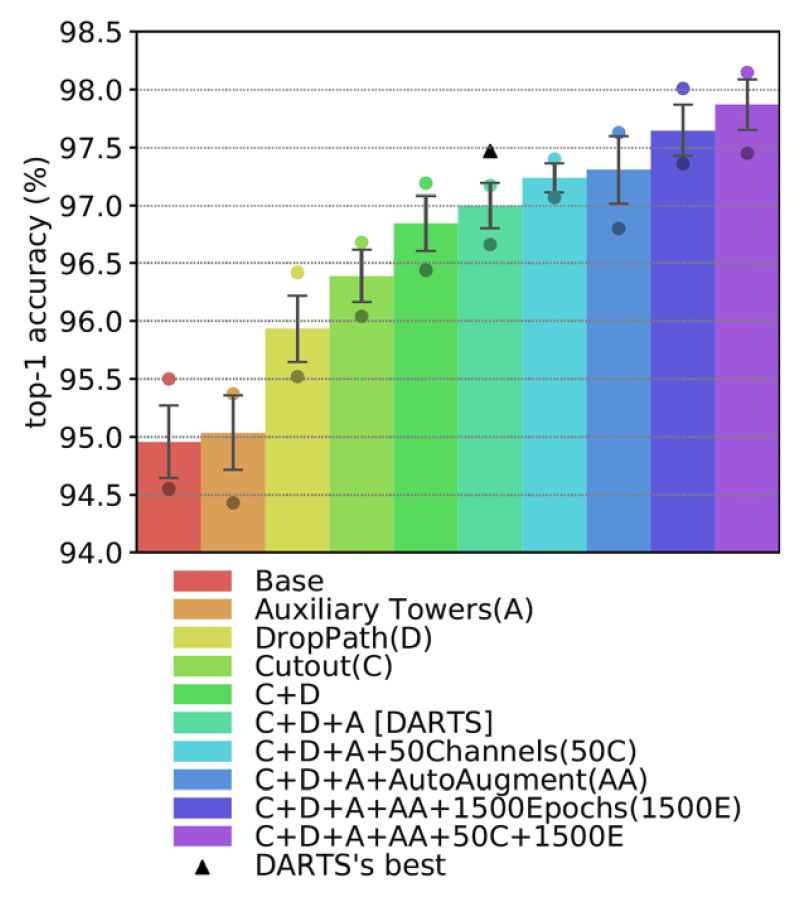 98.5
98.0
97.5
97.0
96.5
96.0
95.5
95.0
94.5
94.0
top-1 accuracy (%)
Base
Auxiliary Towers(A)
DropPath(D)
Cutout(C)
C+D
C+D+A [DARTS]
C+D+A+50Channels(50C)
C+D+A+AutoAugment(AA)
C+D+A+AA+1500Epochs(1500E)
C+D+A+AA+50C+1500E
DARTS's best